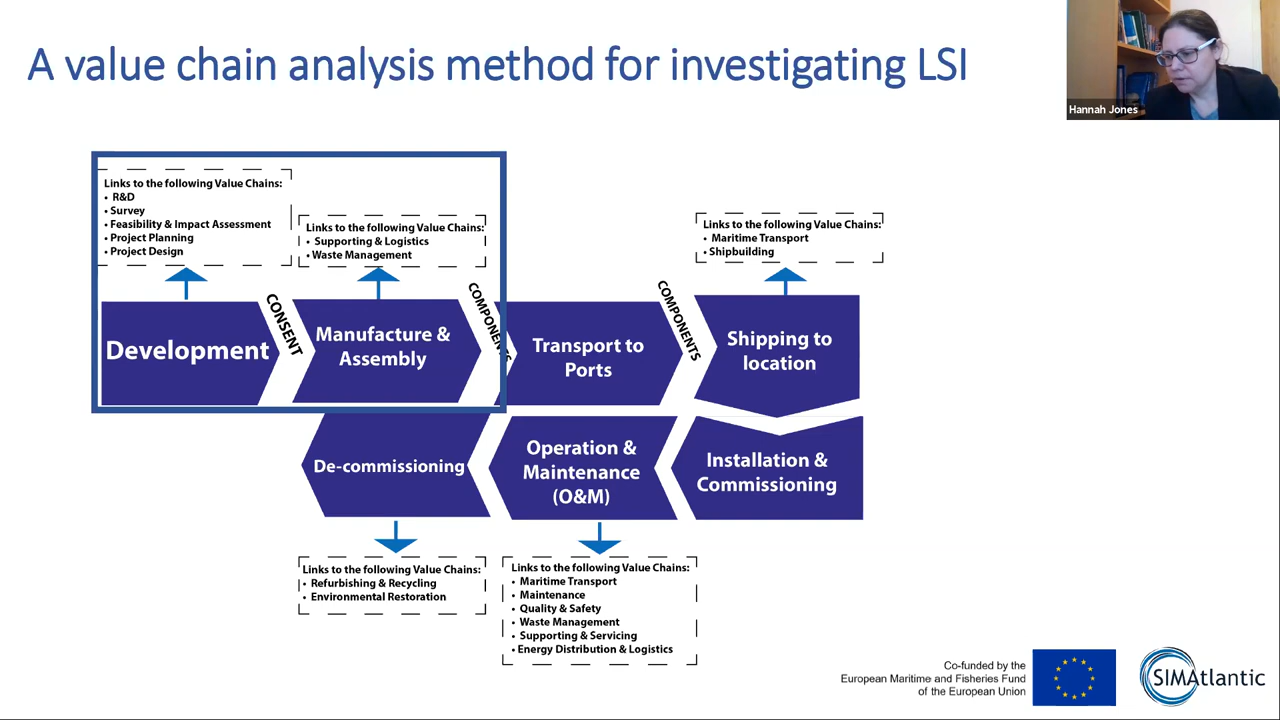 A value chain analysis method for investigating LSI
Hannah Jones
Links to the following Value Chains:
• R&D
• Survey
• Feasibility & Impact Assessment
• Project Planning
• Project Design
Links to the following Value Chains:
• Supporting & Logistics
• Waste Management
Links to the following Value Chains:
• Maritime Transport
• Shipbuilding
Development
CONSENT
Manufacture &
Assembly
COMPONENTS
Transport to
Ports
COMPONENTS
Shipping to
location
De-commissioning
Operation &
Maintenance
(O&M)
Installation &
Commissioning
Links to the following Value Chains:
• Refurbishing & Recycling
• Environmental Restoration
Links to the following Value Chains:
• Maritime Transport
• Maintenance
• Quality & Safety
• Waste Management
• Supporting & Servicing
• Energy Distribution & Logistics
Co-funded by the
European Maritime and Fisheries Fund
of the European Union
SIMAtlantic